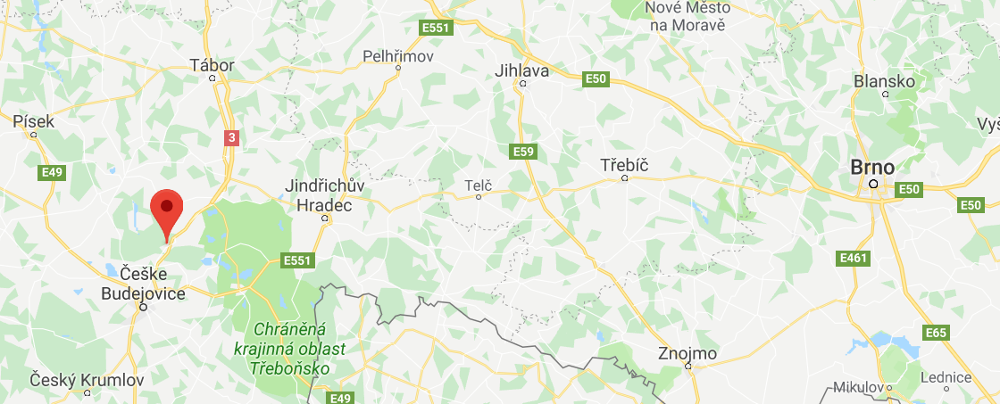 Nové Město
na Moravě
E551
Pelhřimov
Tábor
Jihlava
E50
Blansko
Písek
Vyš
3
E59
E49
Třebíč
Brno
Jindřichův
Hradec
Telč
E50
E50
E551
E461
Češke
Budejovice
Chráněná
krajinná oblast
Třeboňsko
E65
Znojmo
Český Krumlov
Lednice
Mikulov
E49